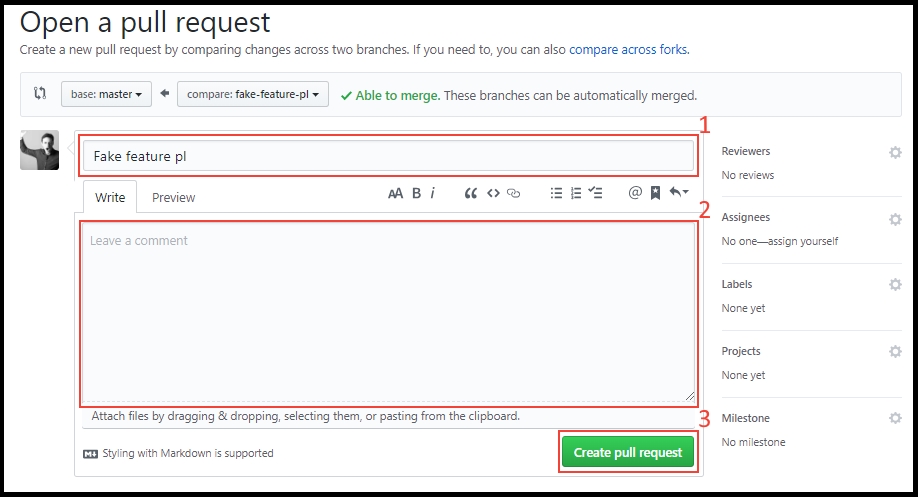 Open a pull request
Create a new pull request by comparing changes across two branches. If you need to, you can also compare across forks.
base: master
compare: fake-feature-pl
Able to merge. These branches can be automatically merged.
1
Fake feature pl
Write
Preview
AA B i
@
2
Leave a comment
Attach files by dragging & dropping, selecting them, or pasting from the clipboard.
3
Styling with Markdown is supported
Create pull request
Reviewers
No reviews
Assignees
No one—assign yourself
Labels
None yet
Projects
None yet
Milestone
No milestone